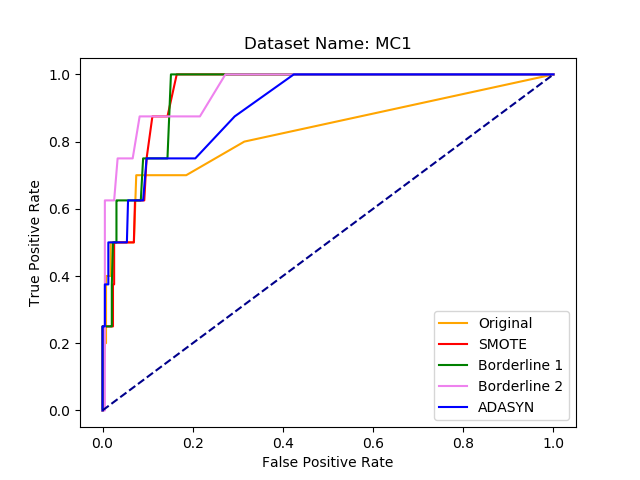 Dataset Name: MC1
True Positive Rate
1.0
0.8
0.6
0.4
0.2
0.0
Original
SMOTE
Borderline 1
Borderline 2
ADASYN
0.0 0.2 0.4 0.6 0.8 1.0
False Positive Rate